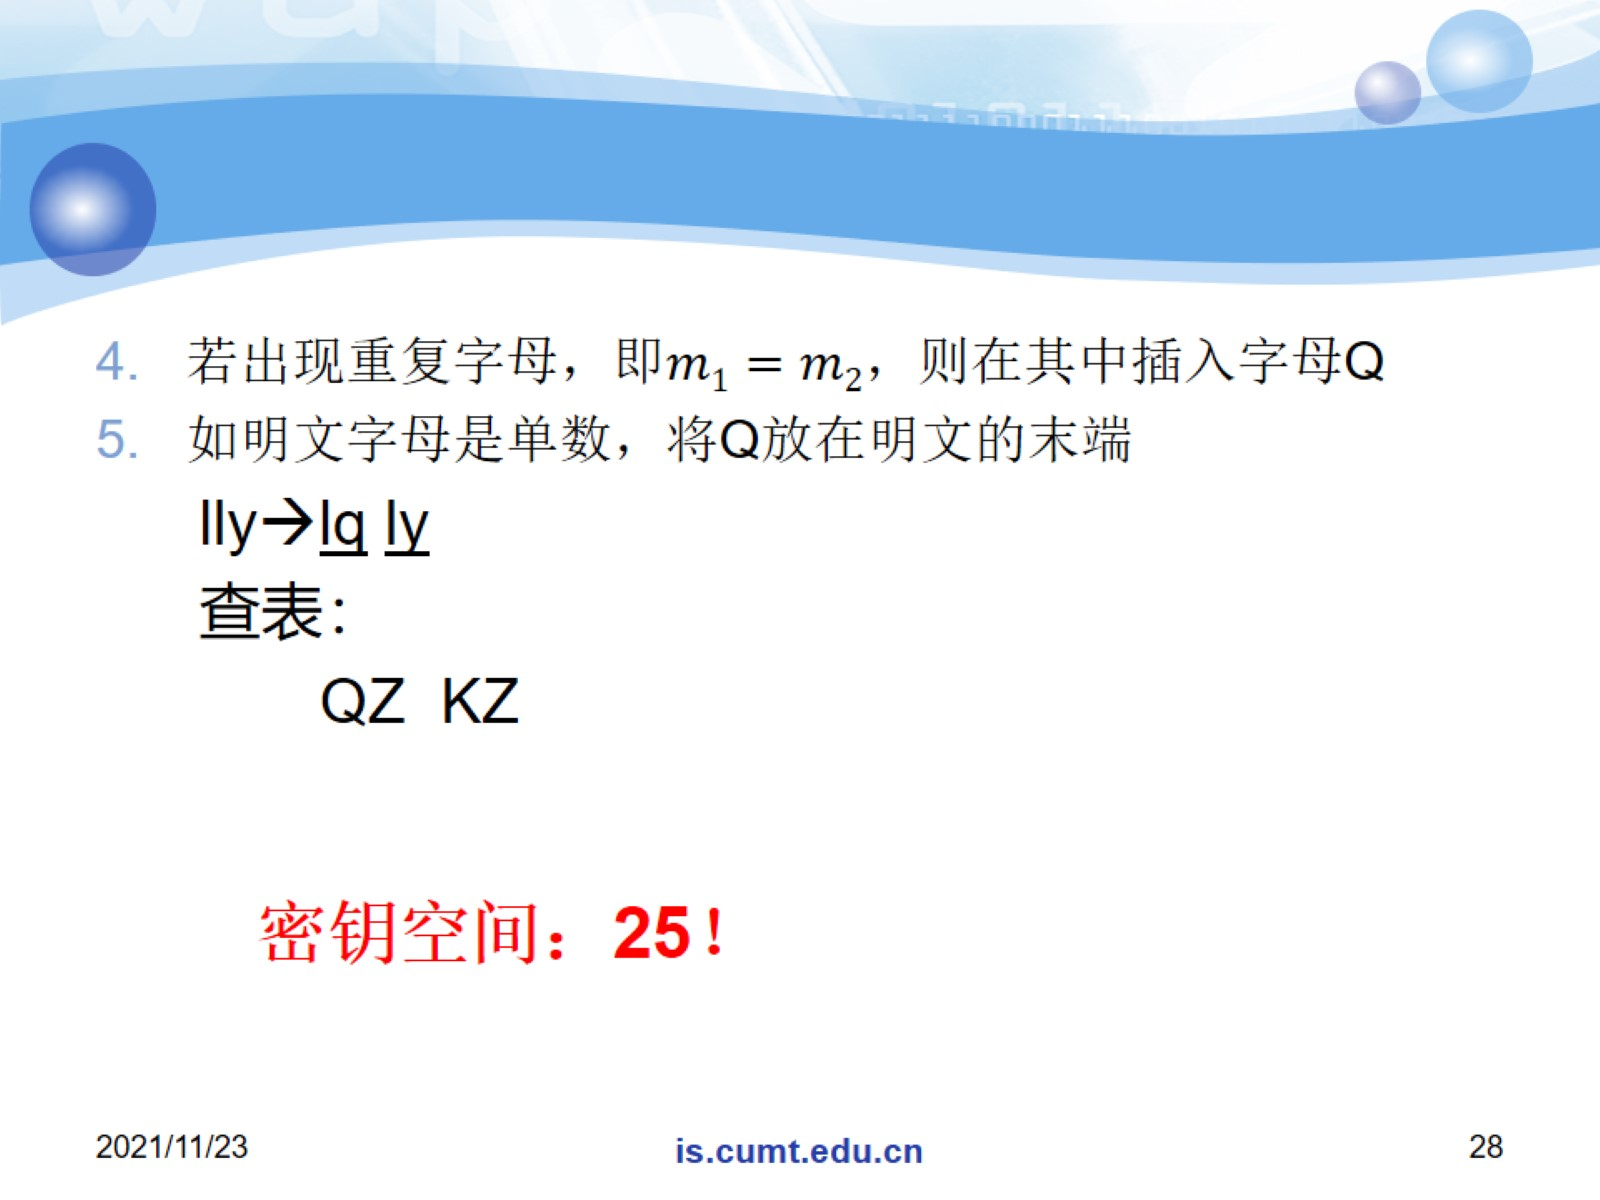 4. 若出现重复字母，即m₁ = m₂，则在其中插入字母Q
5. 如明文字母是单数，将Q放在明文的末端
lly→lq ly
查表：
QZ KZ
密钥空间：25！
2021/11/23
is.cumt.edu.cn
28